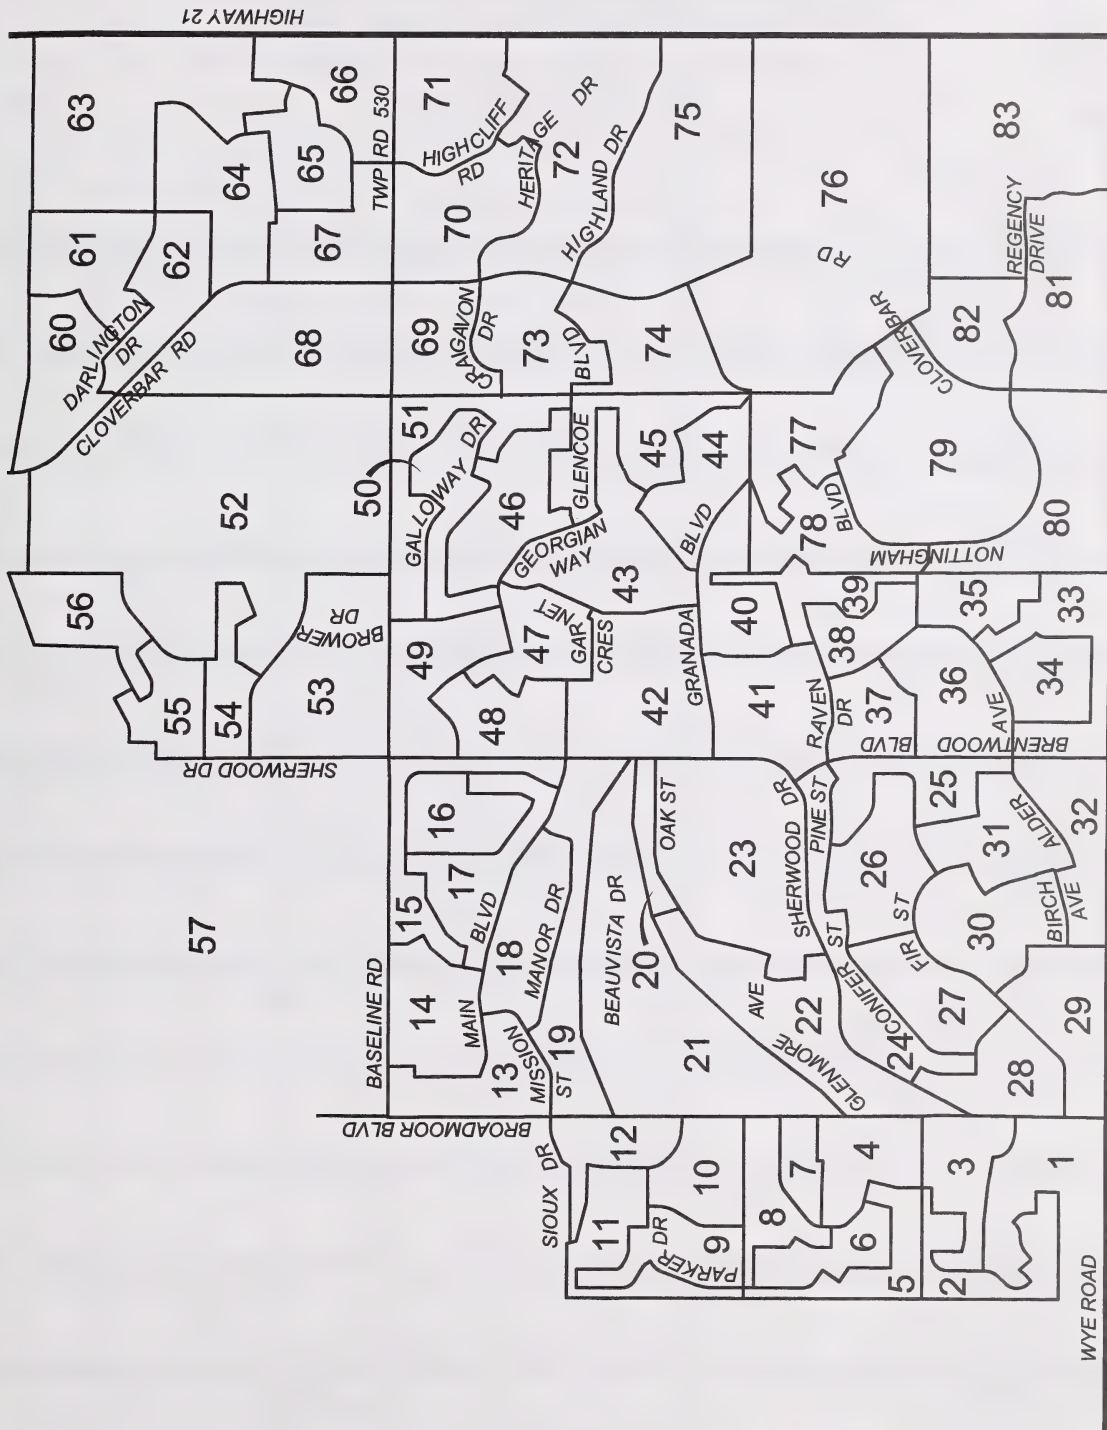 HIGHWAY 21
63
66
71
75
83
64
65
TWP RD 530
HIGHCLIFF
RD
HERITAGE DR
72
HIGHLAND DR
76
61
62
67
70
REGENCY
DRIVE
60
DARLINGTON
DR
CLOVERBAR RD
68
69
CRAIGAVON
DR
73
BLVD
74
CLOVERBAR
RD
82
81
52
50
51
GALLOWAY DR
46
GLENCOE
45
44
77
79
56
BROWER
DR
GEORGIAN
WAY
43
BLVD
78
BLVD
NOTTINGHAM
80
55
54
53
49
48
47
GARNET
CRES
42
GRANADA
40
41
39
38
37
RAVEN
DR
35
33
36
34
AVE
SHERWOOD DR
BRENTWOOD BLVD
57
16
15
17
BLVD
OAK ST
23
SHERWOOD DR
PINE ST
25
26
31
ALDER
32
BASELINE RD
14
MAIN
18
MANOR DR
BEAUVISTA DR
20
ST
FIR ST
30
BIRCH
AVE
13
MISSION
ST
19
21
AVE
22
GLENMORE
CONIFER
24
27
28
29
BROADMOOR BLVD
SIOUX DR
12
11
10
9
PARKER DR
8
7
4
6
5
3
2
1
WYE ROAD